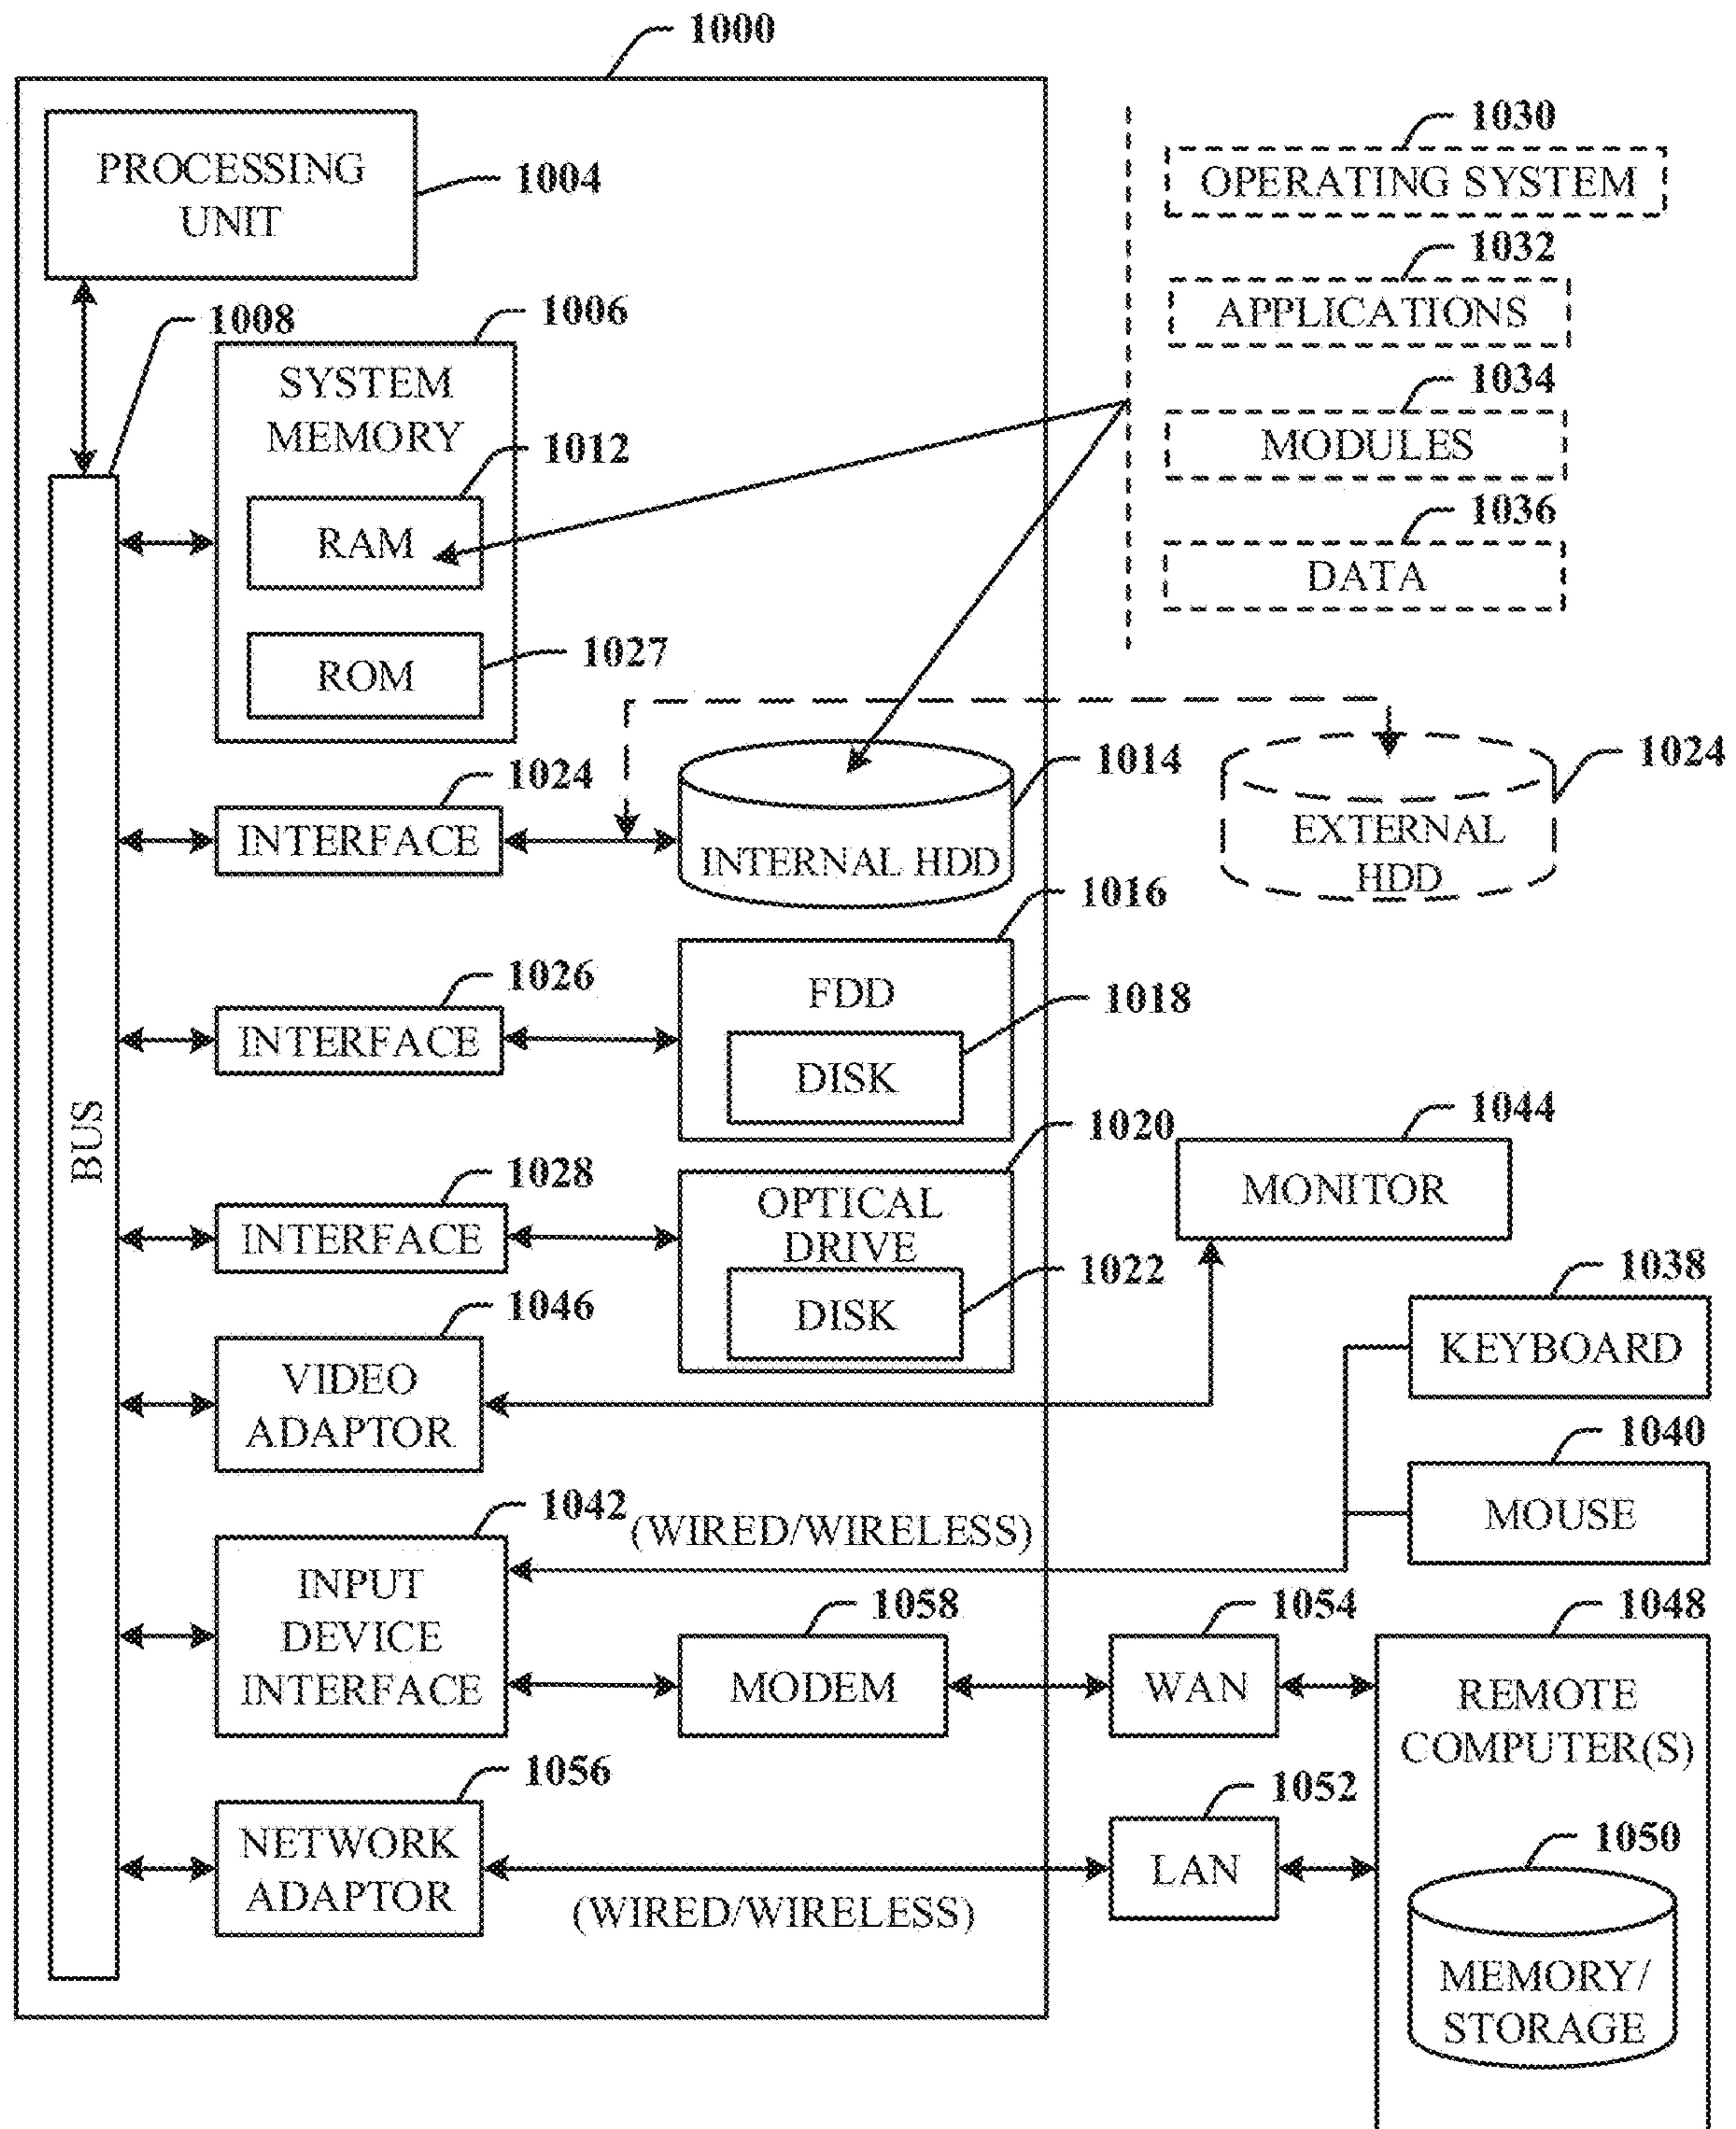 1000
PROCESSING
UNIT
1004
1030
OPERATING SYSTEM
1032
APPLICATIONS
1034
MODULES
1036
DATA
1008
1006
SYSTEM
MEMORY
1012
RAM
ROM
1027
BUS
1024
INTERFACE
1014
INTERNAL HDD
1024
EXTERNAL
HDD
1016
FDD
1018
DISK
1026
INTERFACE
1020
OPTICAL
DRIVE
1022
DISK
1028
INTERFACE
1044
MONITOR
1046
VIDEO
ADAPTOR
1038
KEYBOARD
1040
MOUSE
1042
(WIRED/WIRELESS)
INPUT
DEVICE
INTERFACE
1058
MODEM
1054
WAN
1048
REMOTE
COMPUTER(S)
1056
NETWORK
ADAPTOR
(WIRED/WIRELESS)
1052
LAN
1050
MEMORY/
STORAGE